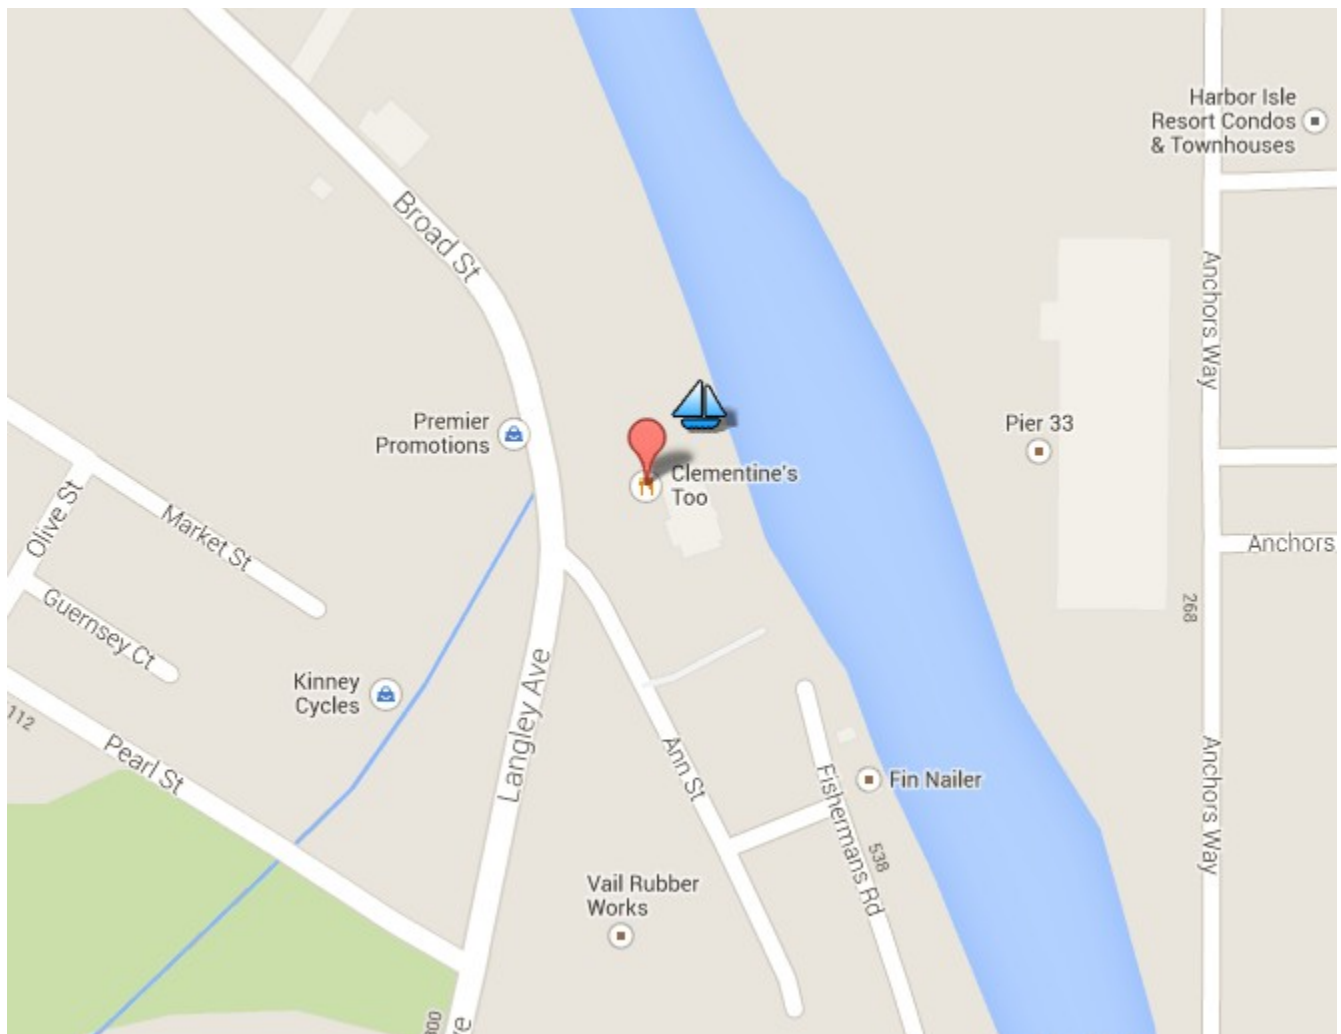 Harbor Isle
Resort Condos
& Townhouses
Broad St
Anchors Way
Premier
Promotions
Pier 33
Clementine's
Too
Olive St
Market St
Anchors
Guernsey Ct
268
Kinney
Cycles
Langley Ave
112
Pearl St
Ann St
Fin Nailer
Fishermans Rd
Anchors Way
538
Vail Rubber
Works